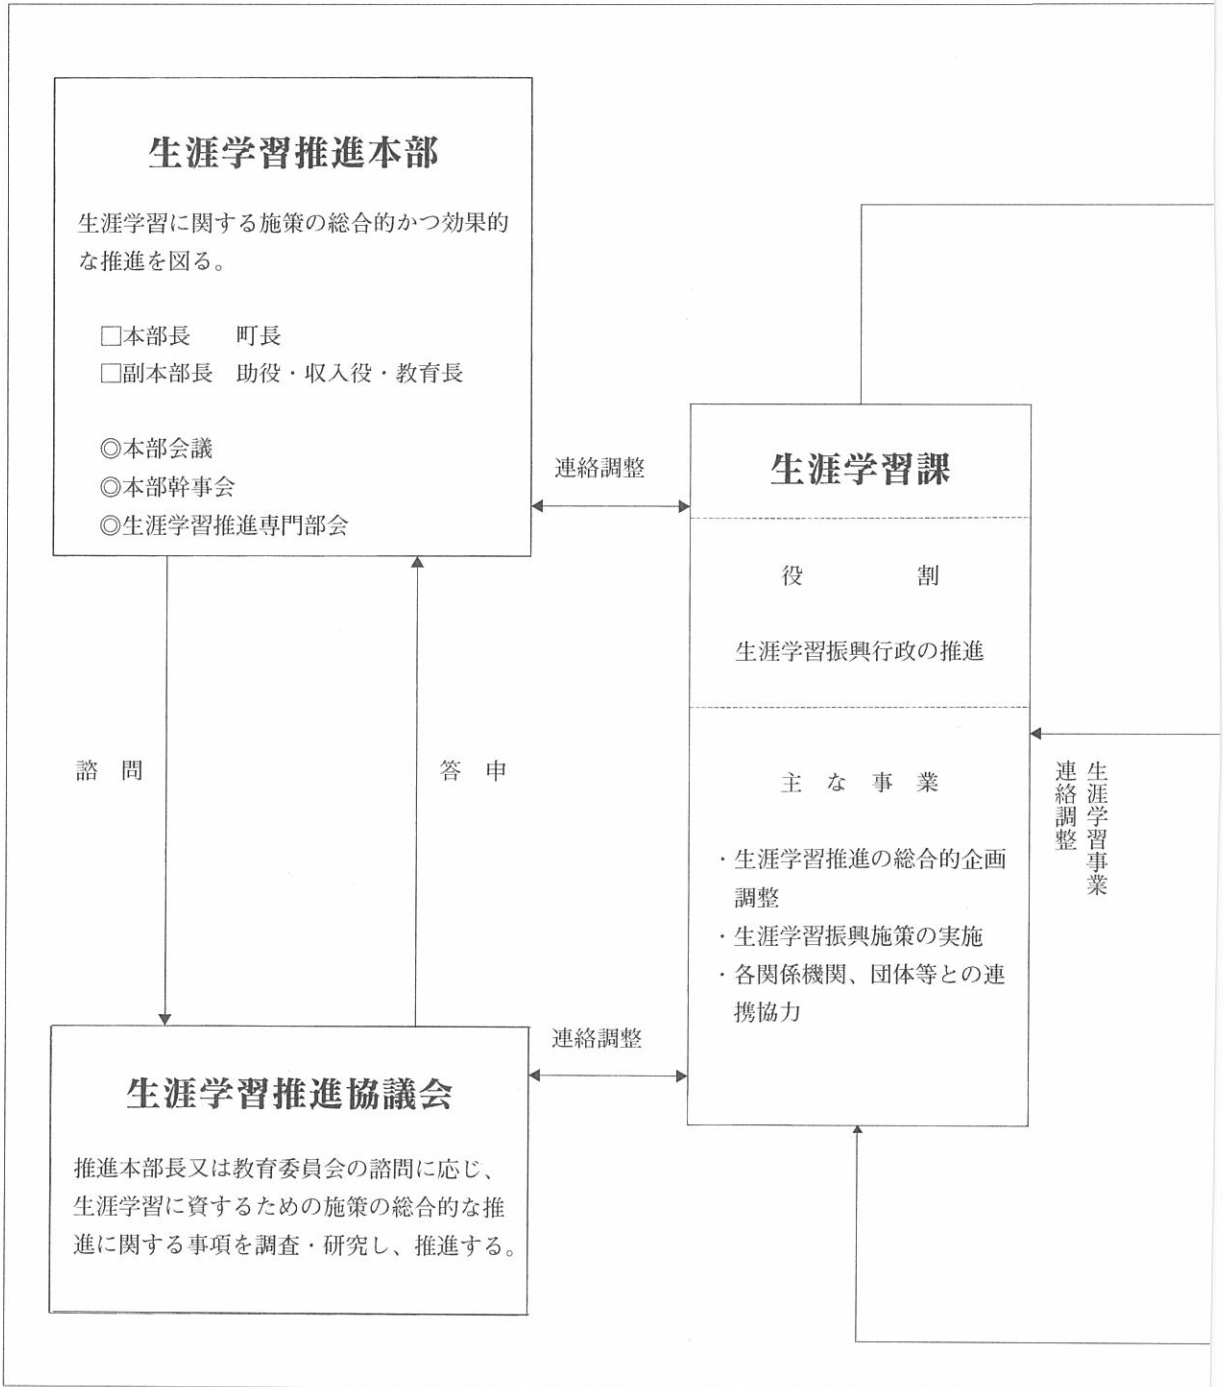 生涯学習推進本部
生涯学習に関する施策の総合的かつ効果的
な推進を図る。
□本部長　　町長
□副本部長　助役・収入役・教育長
◎本部会議
◎本部幹事会
◎生涯学習推進専門部会
連絡調整
諮　問
答　申
生涯学習推進協議会
推進本部長又は教育委員会の諮問に応じ、
生涯学習に資するための施策の総合的な推
進に関する事項を調査・研究し、推進する。
連絡調整
生涯学習課
役　　　　　割
生涯学習振興行政の推進
主　な　事　業
・生涯学習推進の総合的企画
調整
・生涯学習振興施策の実施
・各関係機関、団体等との連
携協力
生涯学習事業
連絡調整